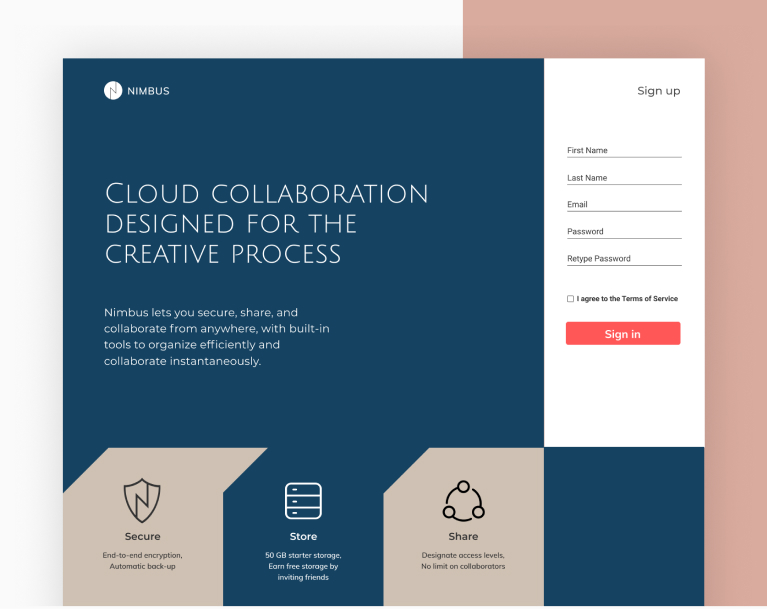 NIMBUS
Sign up
Cloud collaboration
designed for the
creative process
Nimbus lets you secure, share, and
collaborate from anywhere, with built-in
tools to organize efficiently and
collaborate instantaneously.
First Name
Last Name
Email
Password
Retype Password
I agree to the Terms of Service
Sign in
Secure
End-to-end encryption,
Automatic back-up
Store
50 GB starter storage,
Earn free storage by
inviting friends
Share
Designate access levels,
No limit on collaborators